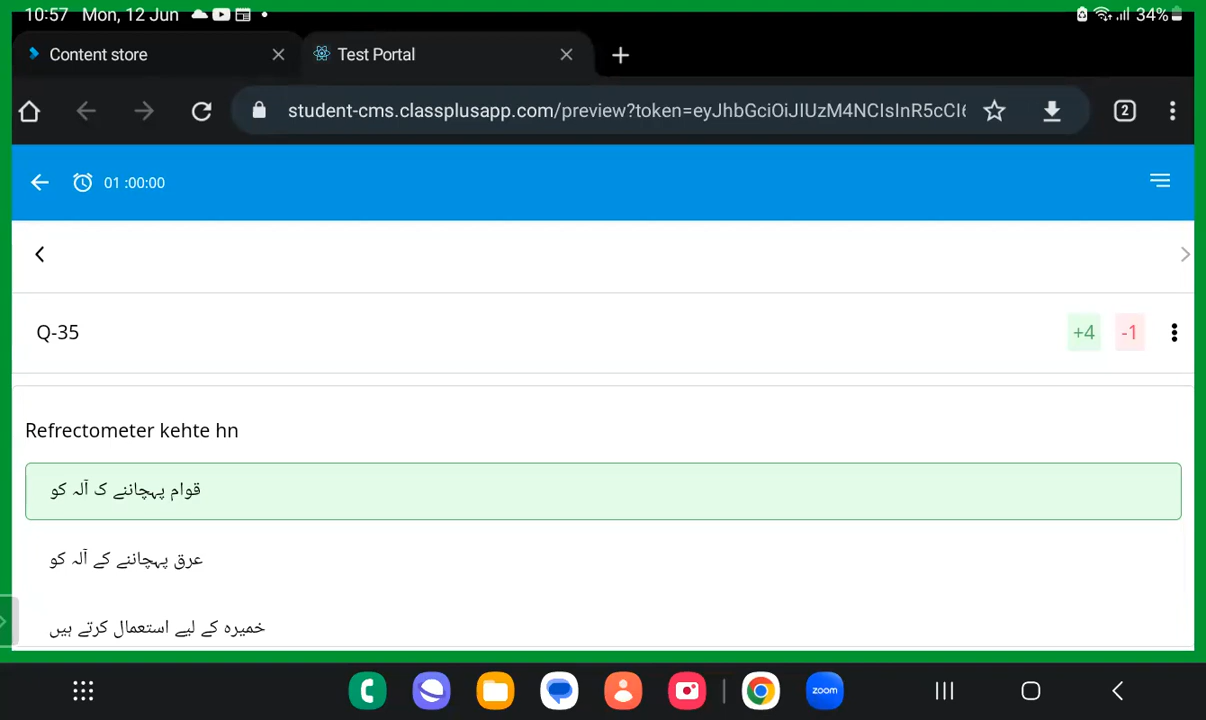 10:57 Mon, 12 Jun
34%
Content store
Test Portal
student-cms.classplusapp.com/preview?token=eyJhbGciOiJIUzM4NCIsInR5cCI6
2
01 :00:00
Q-35
+4 -1
Refrectometer kehte hn
قوام پہچاننے ک آلہ کو
عرق پہچاننے کے آلہ کو
خمیرہ کے لیے استعمال کرتے ہیں
zoom